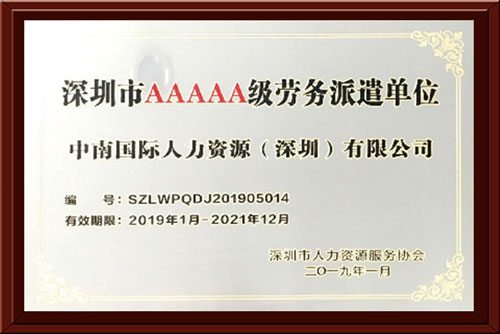 深圳市AAAAA级劳务派遣单位
中南国际人力资源（深圳）有限公司
编　　号：SZLWPQDJ201905014
有效期限：2019年1月-2021年12月
深圳市人力资源服务协会
二〇一九年一月